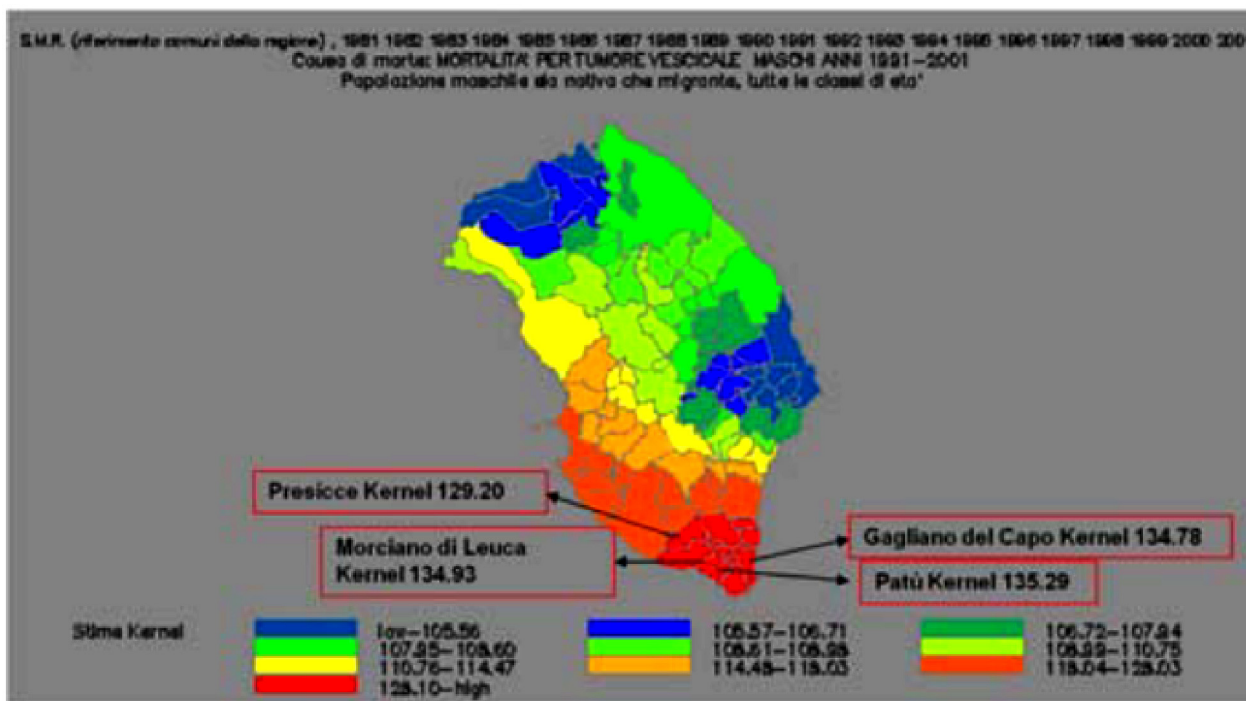 S.M.R. (riferimento comuni della regione) , 1981 1982 1983 1984 1985 1986 1987 1988 1989 1990 1991 1992 1993 1994 1995 1996 1997 1998 1999 2000 200
Causa di morte: MORTALITA' PER TUMORE VESCICALE MASCHI ANNI 1991-2001
Popolazione maschile sia nativa che migrante, tutte le classi di eta'
Presicce Kernel 129.20
Morciano di Leuca
Kernel 134.93
Gagliano del Capo Kernel 134.78
Patù Kernel 135.29
Stima Kernel
low-105.56
105.57-106.71
106.72-107.94
107.95-108.60
108.61-108.98
108.99-110.75
110.76-114.47
114.48-118.03
118.04-128.03
128.10-high